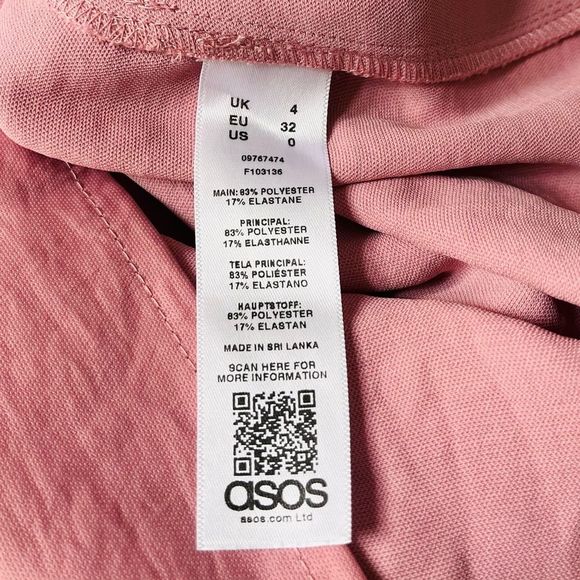 UK 4
EU 32
US 0
09767474
F103136
MAIN: 83% POLYESTER
17% ELASTANE
PRINCIPAL:
83% POLYESTER
17% ELASTHANNE
TELA PRINCIPAL:
83% POLIÉSTER
17% ELASTANO
HAUPTSTOFF:
83% POLYESTER
17% ELASTAN
MADE IN SRI LANKA
SCAN HERE FOR
MORE INFORMATION
asos
asos.com Ltd